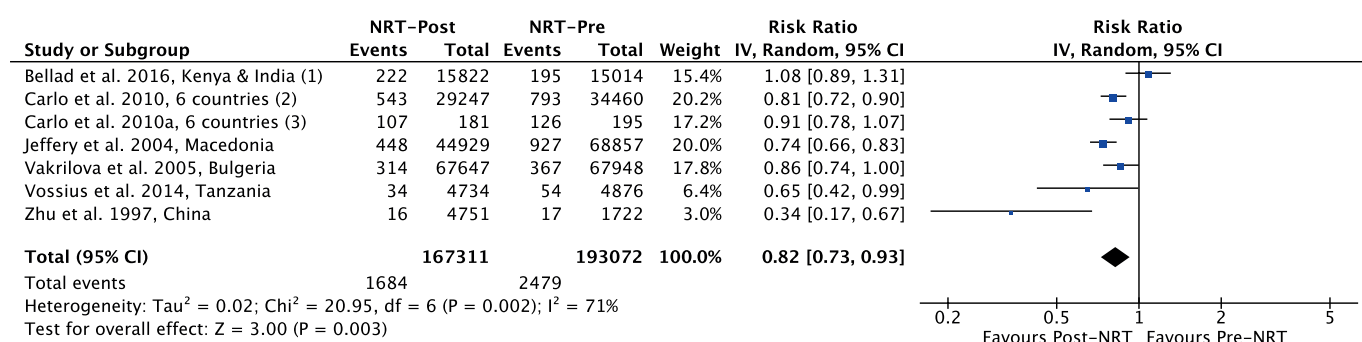 NRT-Post NRT-Pre Risk Ratio Risk Ratio
Study or Subgroup Events Total Events Total Weight IV, Random, 95% CI IV, Random, 95% CI
Bellad et al. 2016, Kenya & India (1) 222 15822 195 15014 15.4% 1.08 [0.89, 1.31]
Carlo et al. 2010, 6 countries (2) 543 29247 793 34460 20.2% 0.81 [0.72, 0.90]
Carlo et al. 2010a, 6 countries (3) 107 181 126 195 17.2% 0.91 [0.78, 1.07]
Jeffery et al. 2004, Macedonia 448 44929 927 68857 20.0% 0.74 [0.66, 0.83]
Vakrilova et al. 2005, Bulgeria 314 67647 367 67948 17.8% 0.86 [0.74, 1.00]
Vossius et al. 2014, Tanzania 34 4734 54 4876 6.4% 0.65 [0.42, 0.99]
Zhu et al. 1997, China 16 4751 17 1722 3.0% 0.34 [0.17, 0.67]
Total (95% CI) 167311 193072 100.0% 0.82 [0.73, 0.93]
Total events 1684 2479
Heterogeneity: Tau² = 0.02; Chi² = 20.95, df = 6 (P = 0.002); I² = 71%
Test for overall effect: Z = 3.00 (P = 0.003)
0.2 0.5 1 2 5
Favours Post-NRT Favours Pre-NRT